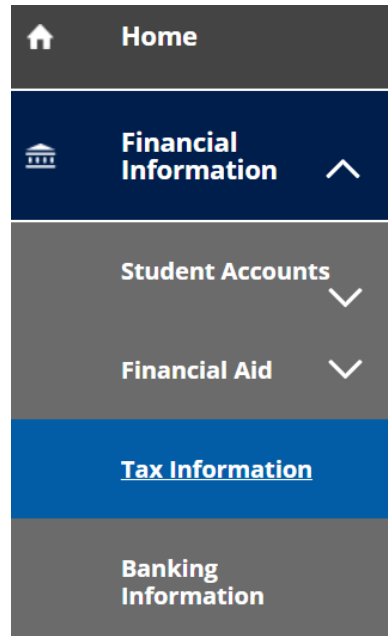 Home
Financial
Information
Student Accounts
Financial Aid
Tax Information
Banking
Information